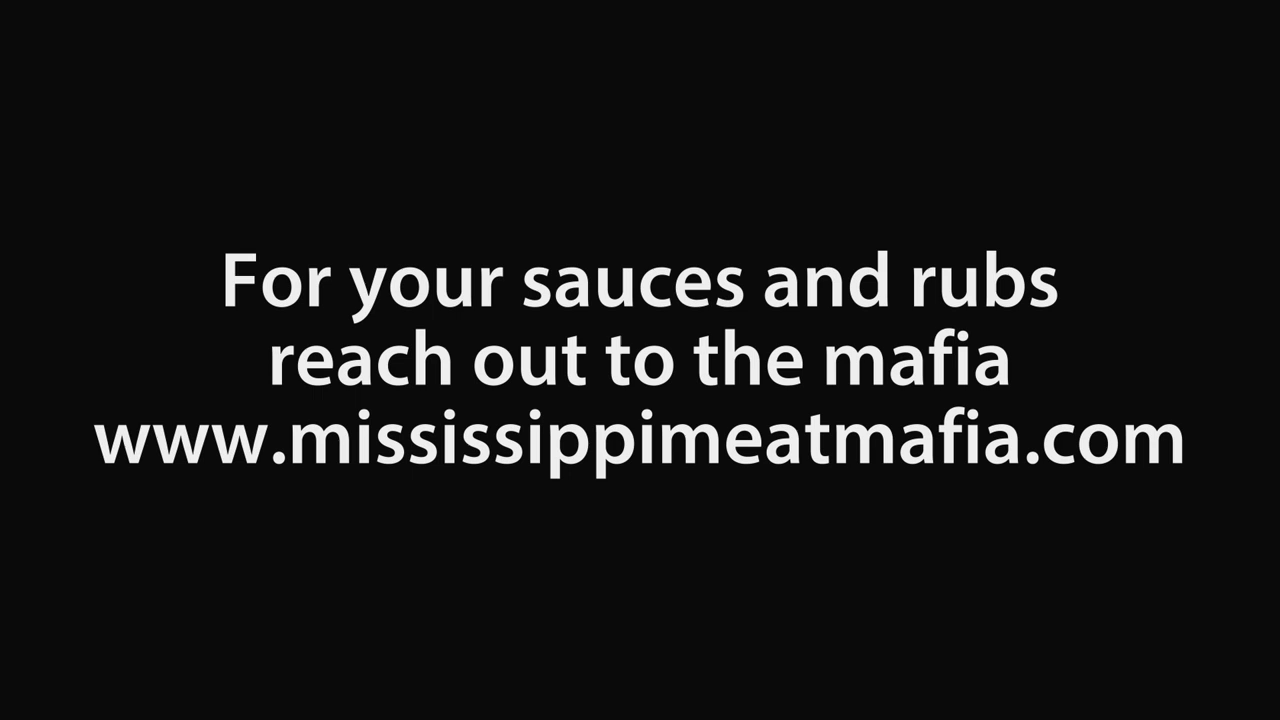 For your sauces and rubs
reach out to the mafia
www.mississippimeatmafia.com